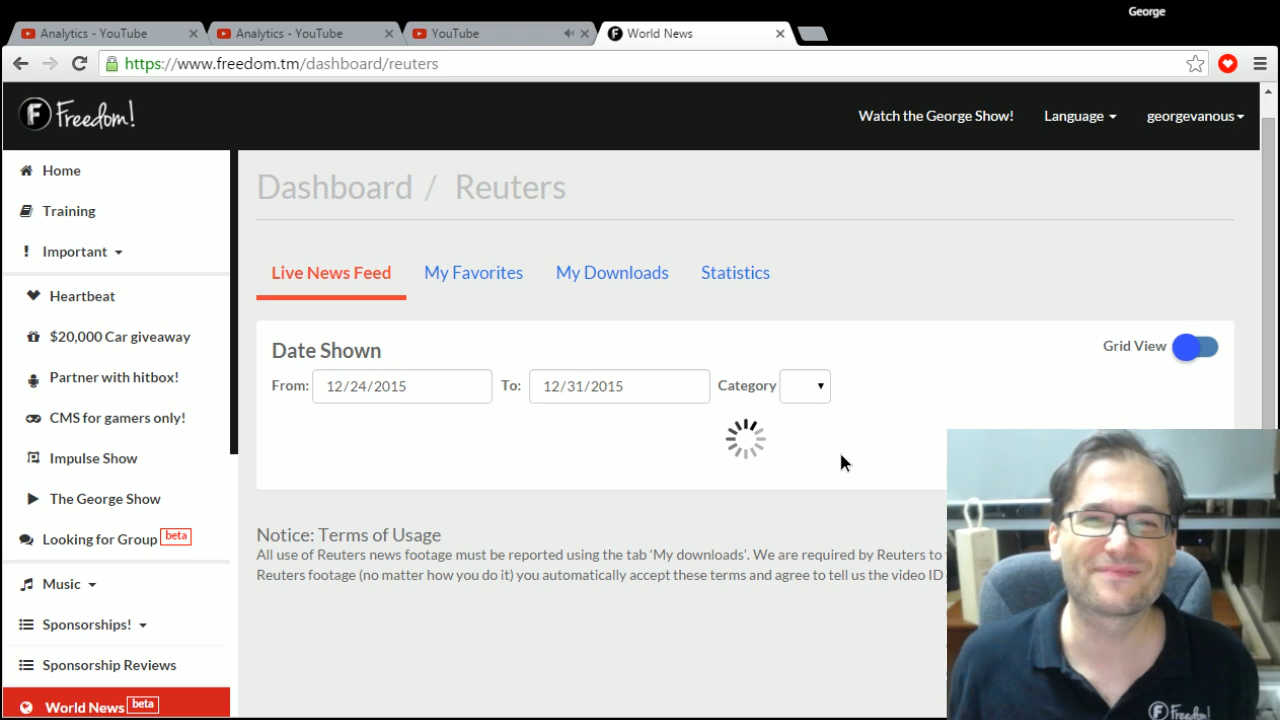 George
Analytics - YouTube
Analytics - YouTube
YouTube
World News
https://www.freedom.tm/dashboard/reuters
F Freedom!
Watch the George Show!
Language
georgevanous
Home
Training
Important
Heartbeat
$20,000 Car giveaway
Partner with hitbox!
CMS for gamers only!
Impulse Show
The George Show
Looking for Group beta
Music
Sponsorships!
Sponsorship Reviews
World News beta
Dashboard / Reuters
Live News Feed
My Favorites
My Downloads
Statistics
Date Shown
Grid View
From: 12/24/2015 To: 12/31/2015 Category
Notice: Terms of Usage
All use of Reuters news footage must be reported using the tab 'My downloads'. We are required by Reuters to
Reuters footage (no matter how you do it) you automatically accept these terms and agree to tell us the video ID
F Freedom!